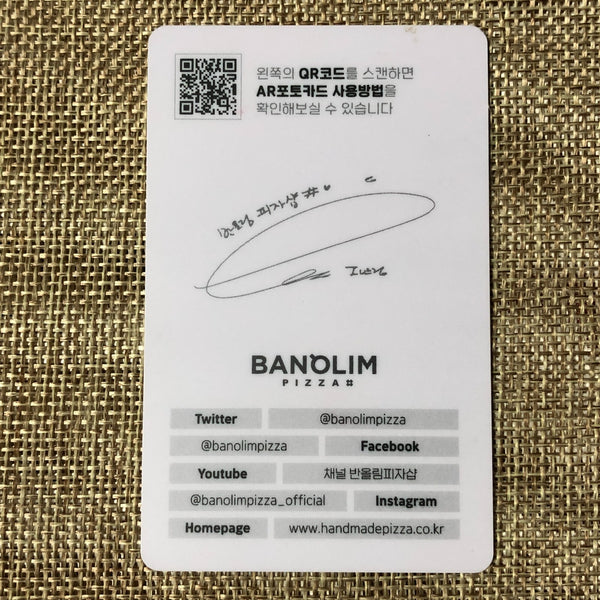 왼쪽의 QR코드를 스캔하면
AR포토카드 사용방법을
확인해보실 수 있습니다
반올림 피자샵 #
BANOLIM
PIZZA#
Twitter @banolimpizza
@banolimpizza Facebook
Youtube 채널 반올림피자샵
@banolimpizza_official Instagram
Homepage www.handmadepizza.co.kr